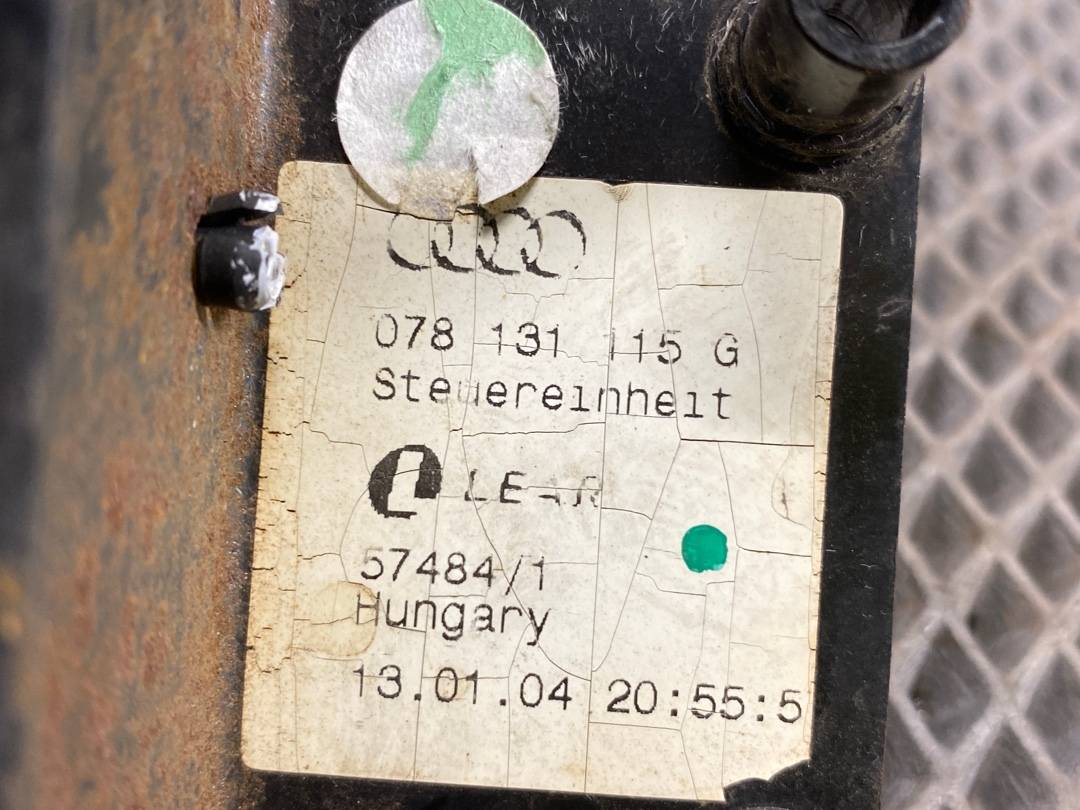 078 131 115 G
Steuereinheit
LEAR
57484/1
Hungary
13.01.04 20:55:5